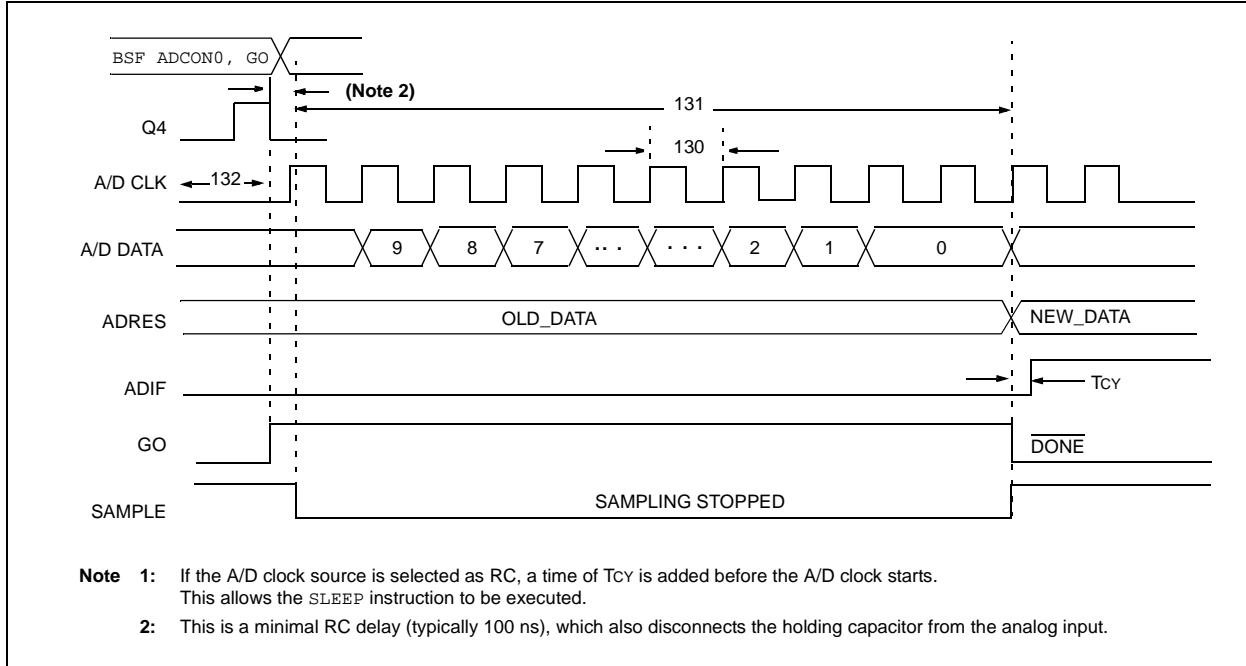 BSF ADCON0, GO
(Note 2)
131
Q4
130
A/D CLK
132
A/D DATA
9 8 7 .. . . . . 2 1 0
ADRES
OLD_DATA
NEW_DATA
ADIF
TCY
GO
DONE
SAMPLE
SAMPLING STOPPED
Note 1: If the A/D clock source is selected as RC, a time of TCY is added before the A/D clock starts.
This allows the SLEEP instruction to be executed.
2: This is a minimal RC delay (typically 100 ns), which also disconnects the holding capacitor from the analog input.